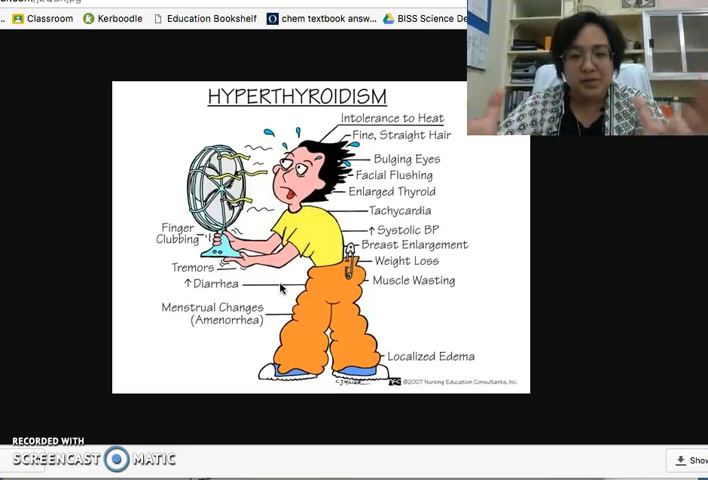 Classroom
Kerboodle
Education Bookshelf
chem textbook answ...
BISS Science De
HYPERTHYROIDISM
Intolerance to Heat
Fine, Straight Hair
Bulging Eyes
Facial Flushing
Enlarged Thyroid
Tachycardia
↑ Systolic BP
Breast Enlargement
Weight Loss
Muscle Wasting
Localized Edema
Finger
Clubbing
Tremors
↑ Diarrhea
Menstrual Changes
(Amenorrhea)
©2007 Nursing Education Consultants, Inc.
RECORDED WITH
SCREENCAST MATIC
Show